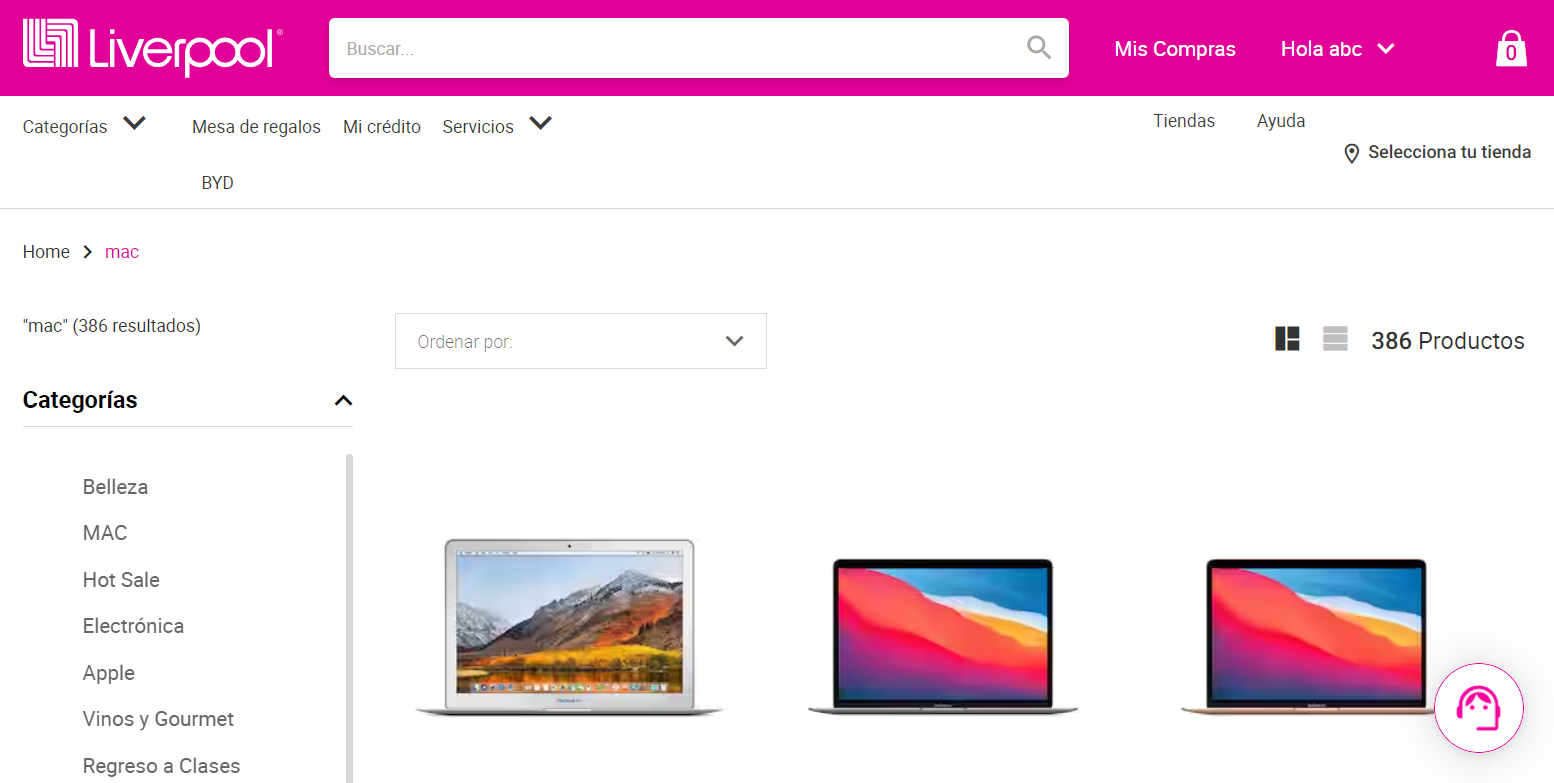 Liverpool®
Buscar...
Mis Compras
Hola abc
0
Categorías
Mesa de regalos
Mi crédito
Servicios
Tiendas
Ayuda
Selecciona tu tienda
BYD
Home
mac
"mac" (386 resultados)
Ordenar por:
386 Productos
Categorías
Belleza
MAC
Hot Sale
Electrónica
Apple
Vinos y Gourmet
Regreso a Clases